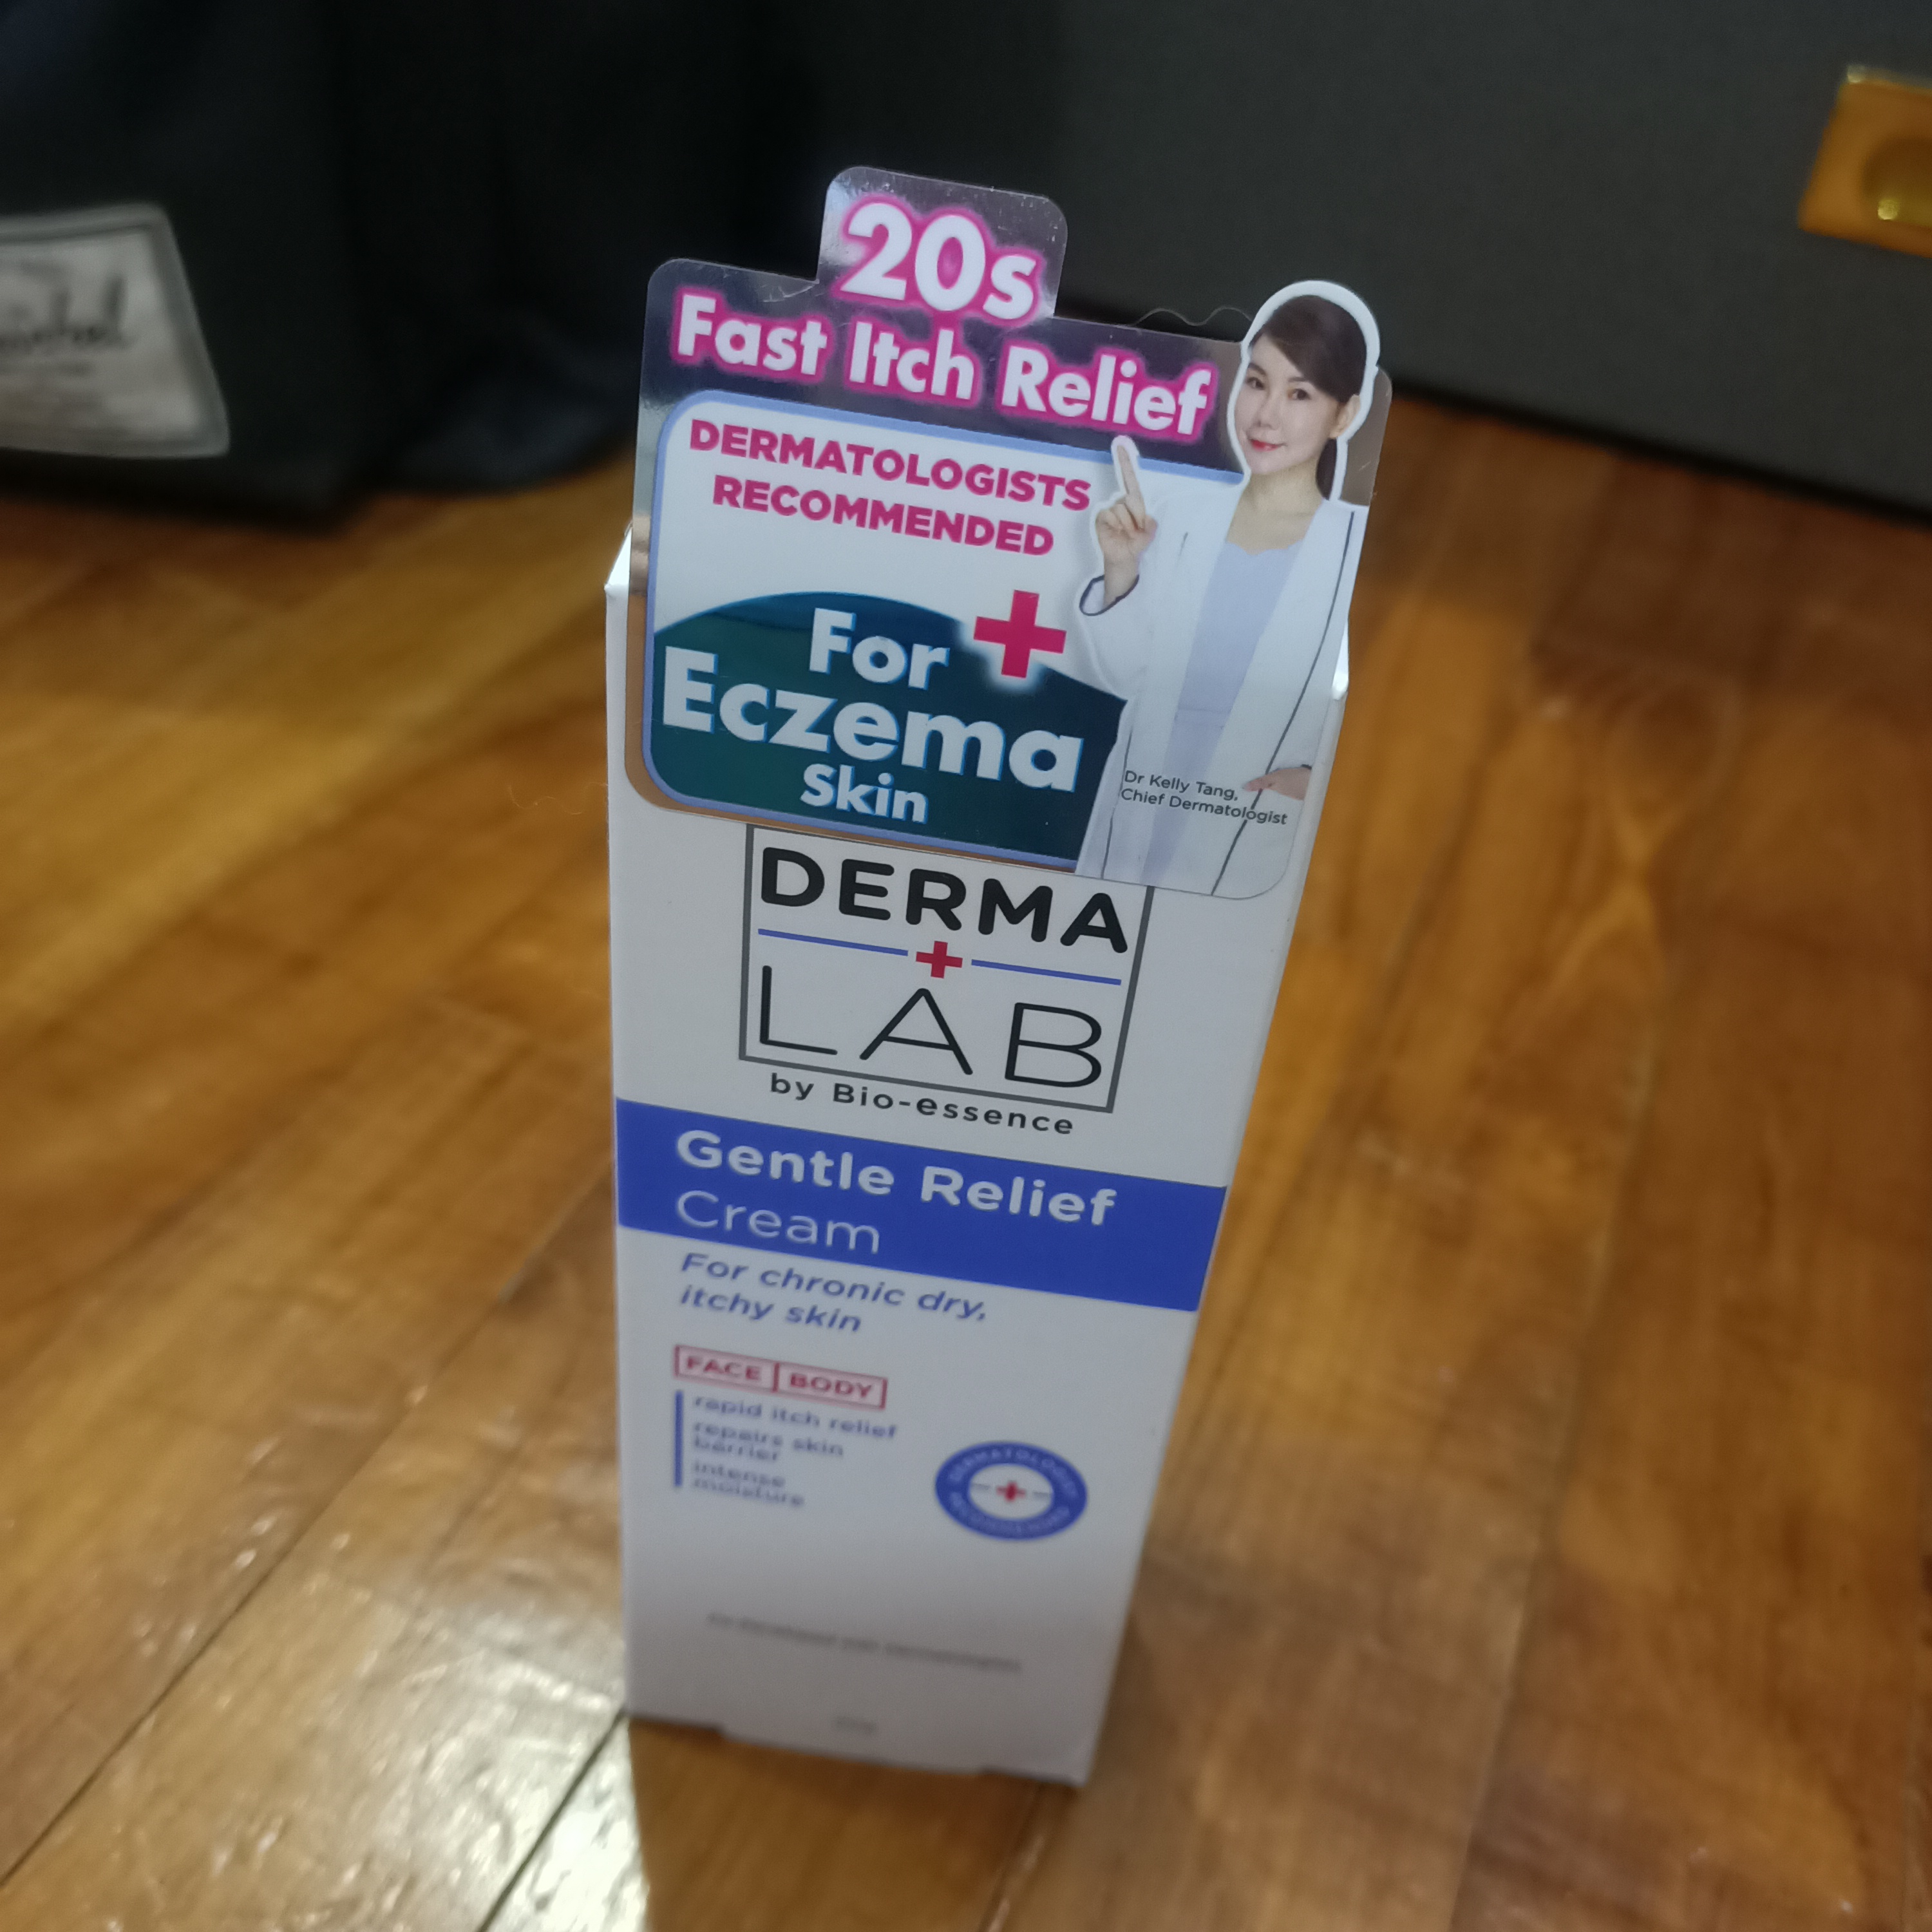 20s
Fast Itch Relief
DERMATOLOGISTS
RECOMMENDED
For
Eczema
Skin
Dr Kelly Tang,
Chief Dermatologist
DERMA
LAB
by Bio-essence
Gentle Relief
Cream
For chronic dry,
itchy skin
FACE BODY
rapid itch relief
repairs skin
barrier
intense
moisture
DERMATOLOGIST